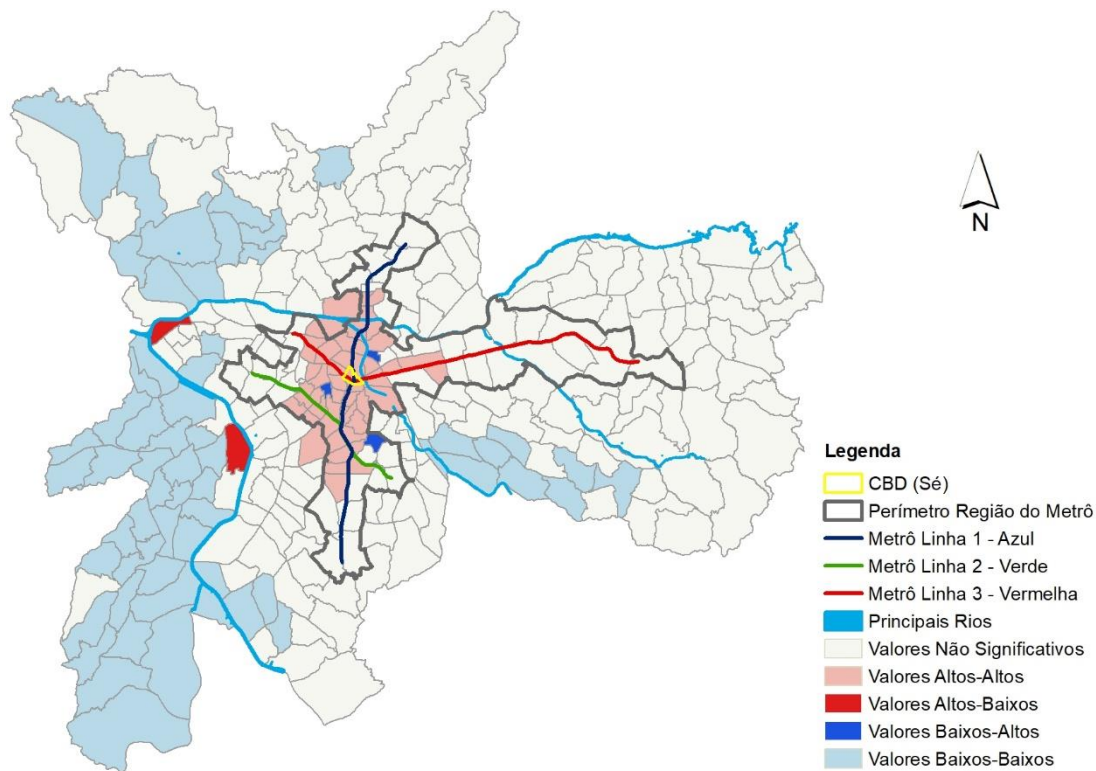 N
Legenda
CBD (Sé)
Perímetro Região do Metrô
Metrô Linha 1 - Azul
Metrô Linha 2 - Verde
Metrô Linha 3 - Vermelha
Principais Rios
Valores Não Significativos
Valores Altos-Altos
Valores Altos-Baixos
Valores Baixos-Altos
Valores Baixos-Baixos